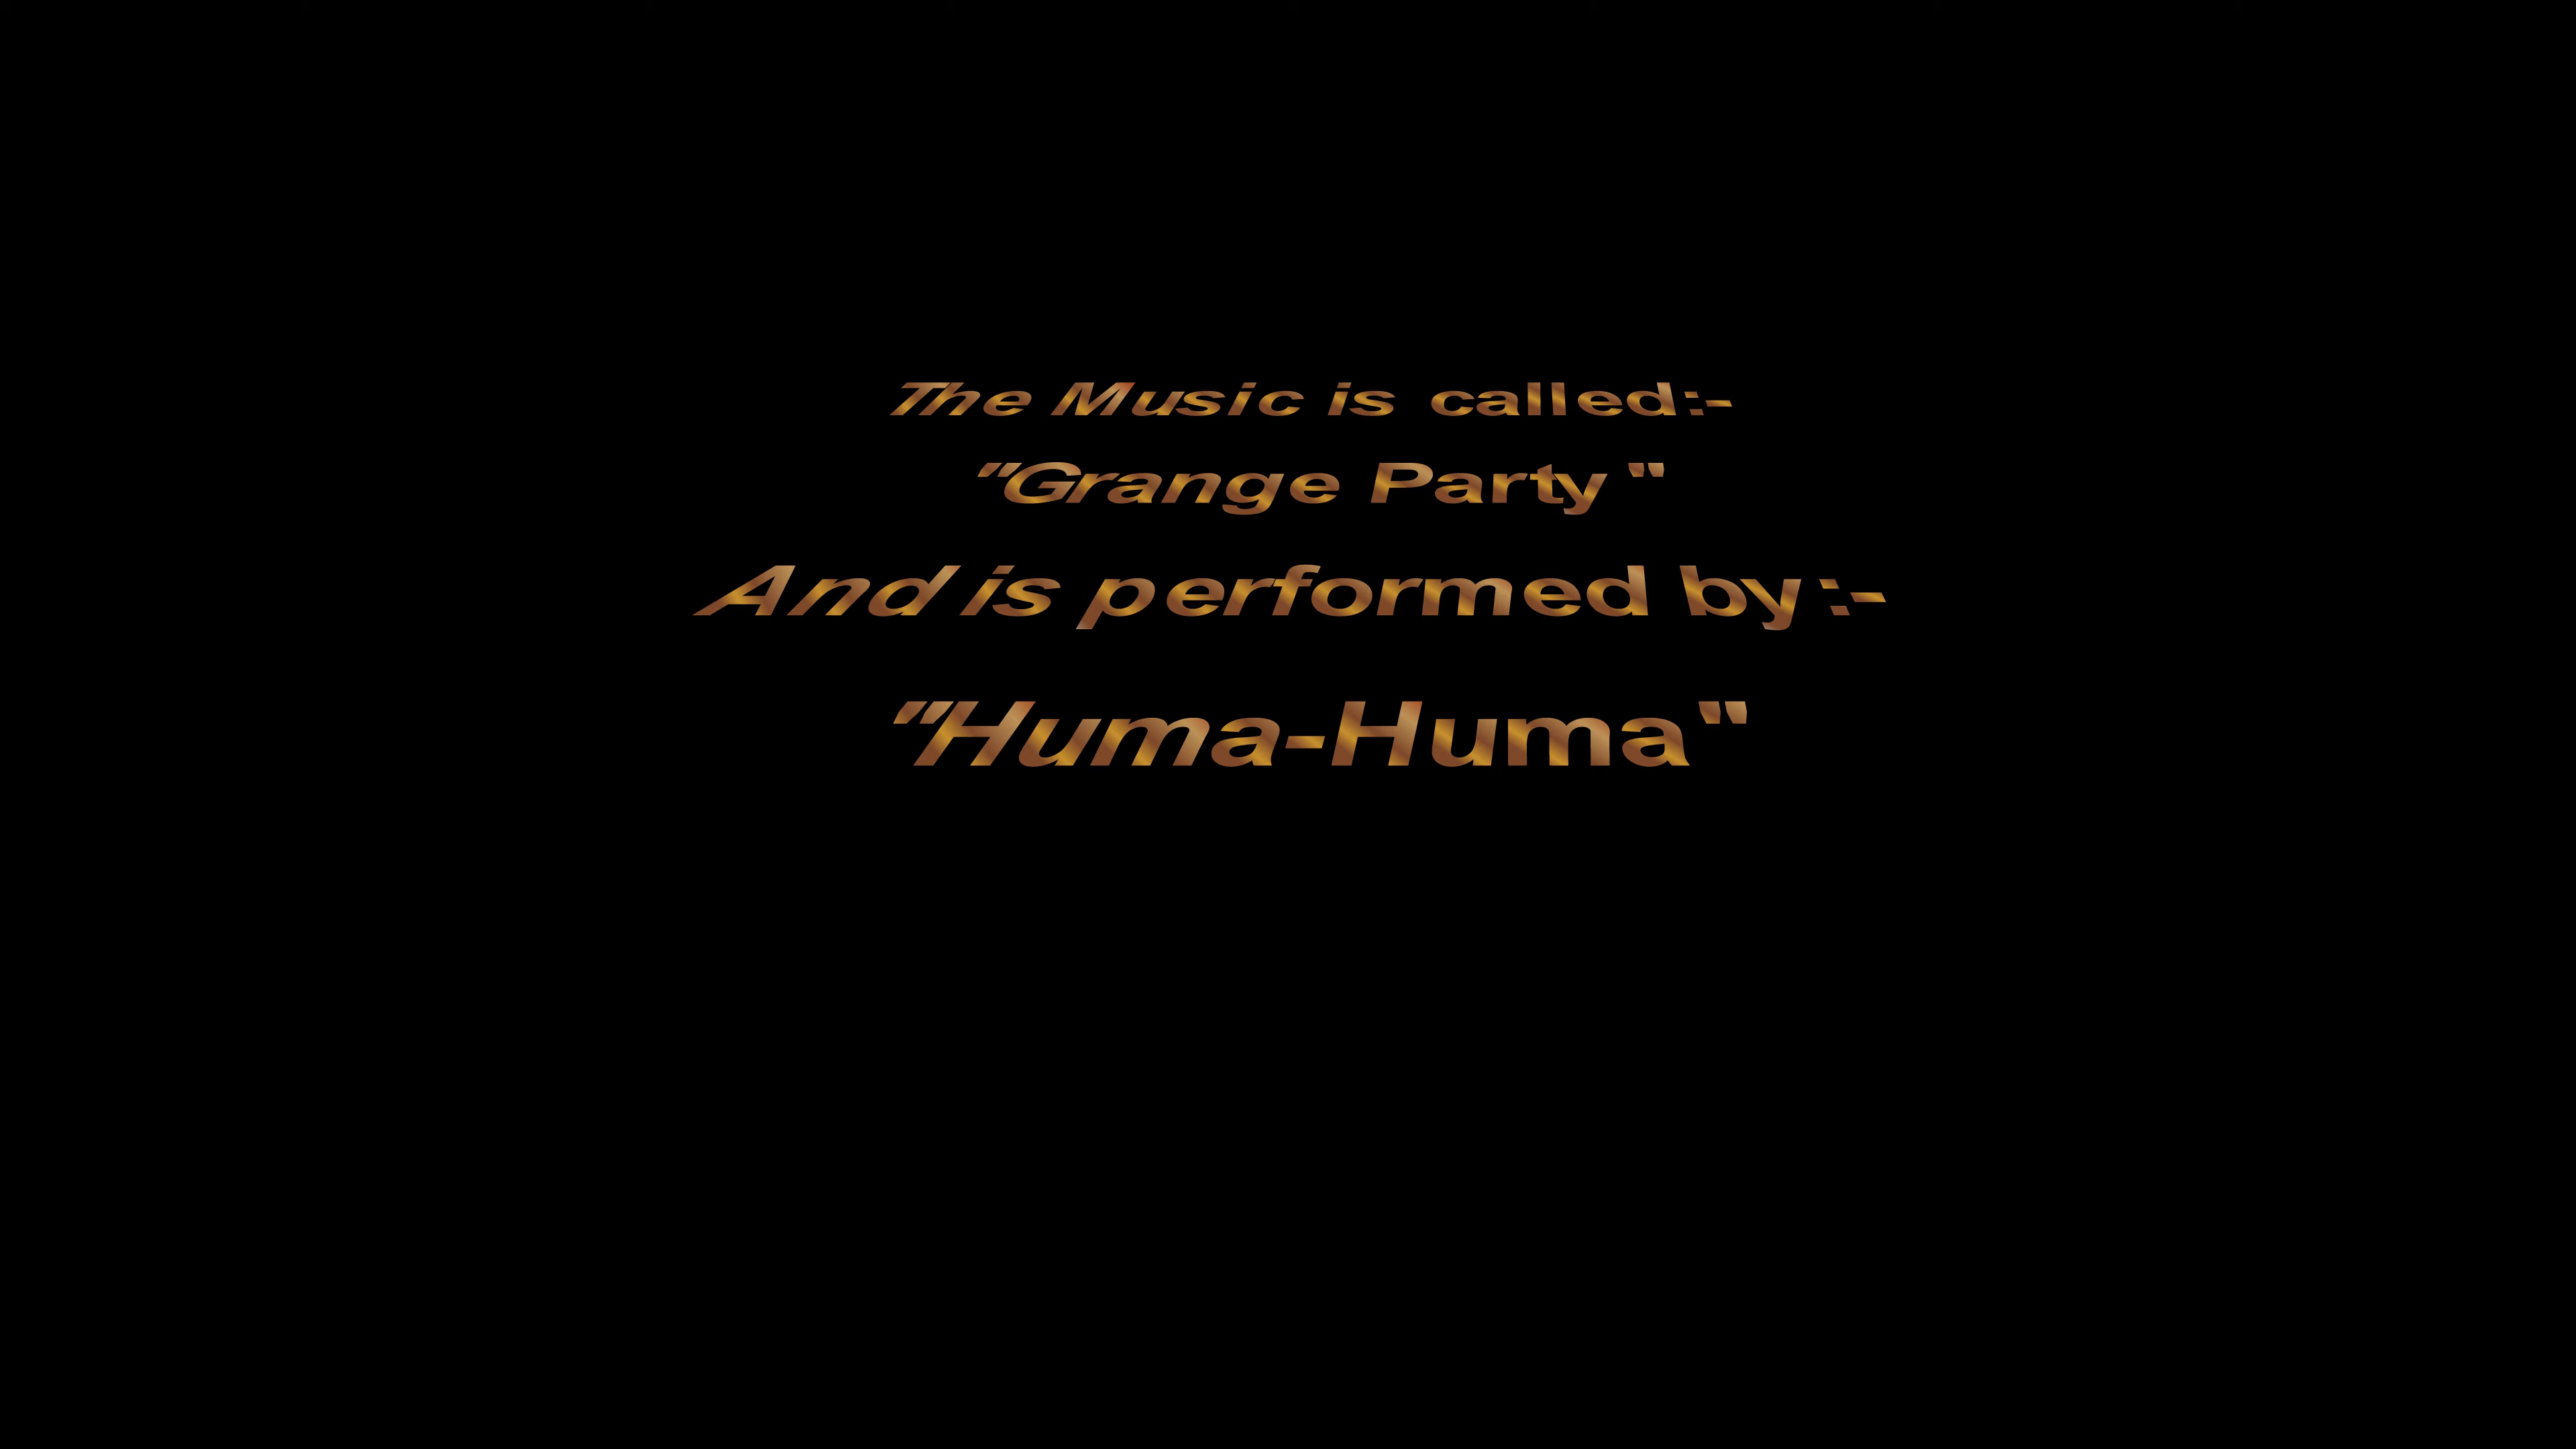 The Music is called:-
"Grange Party "
And is performed by :-
"Huma-Huma"